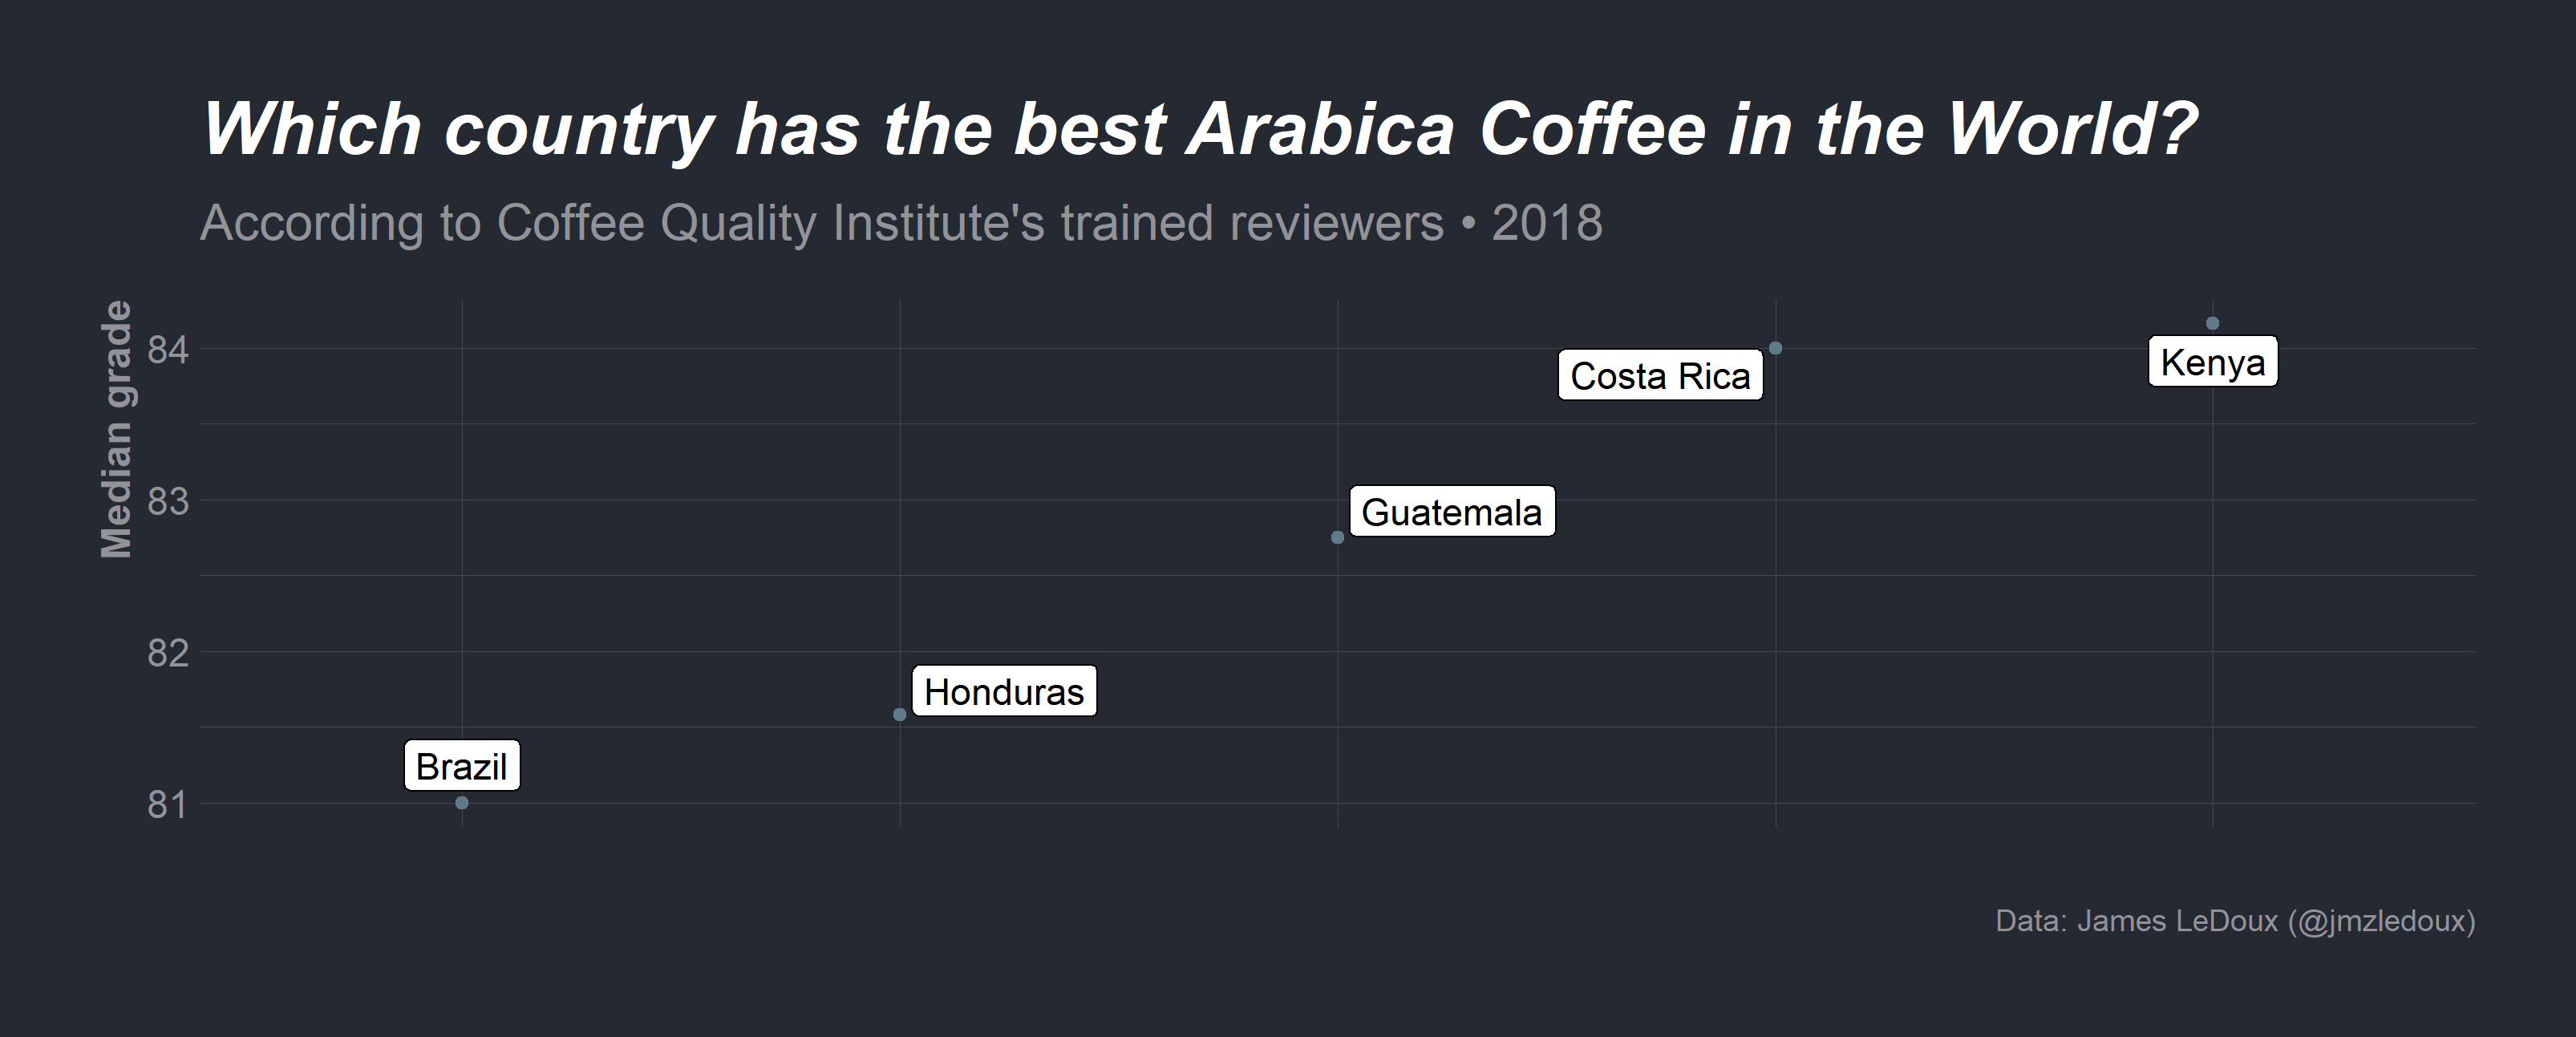 Which country has the best Arabica Coffee in the World?
According to Coffee Quality Institute's trained reviewers • 2018
Median grade
84
83
82
81
Costa Rica
Kenya
Guatemala
Honduras
Brazil
Data: James LeDoux (@jmzledoux)